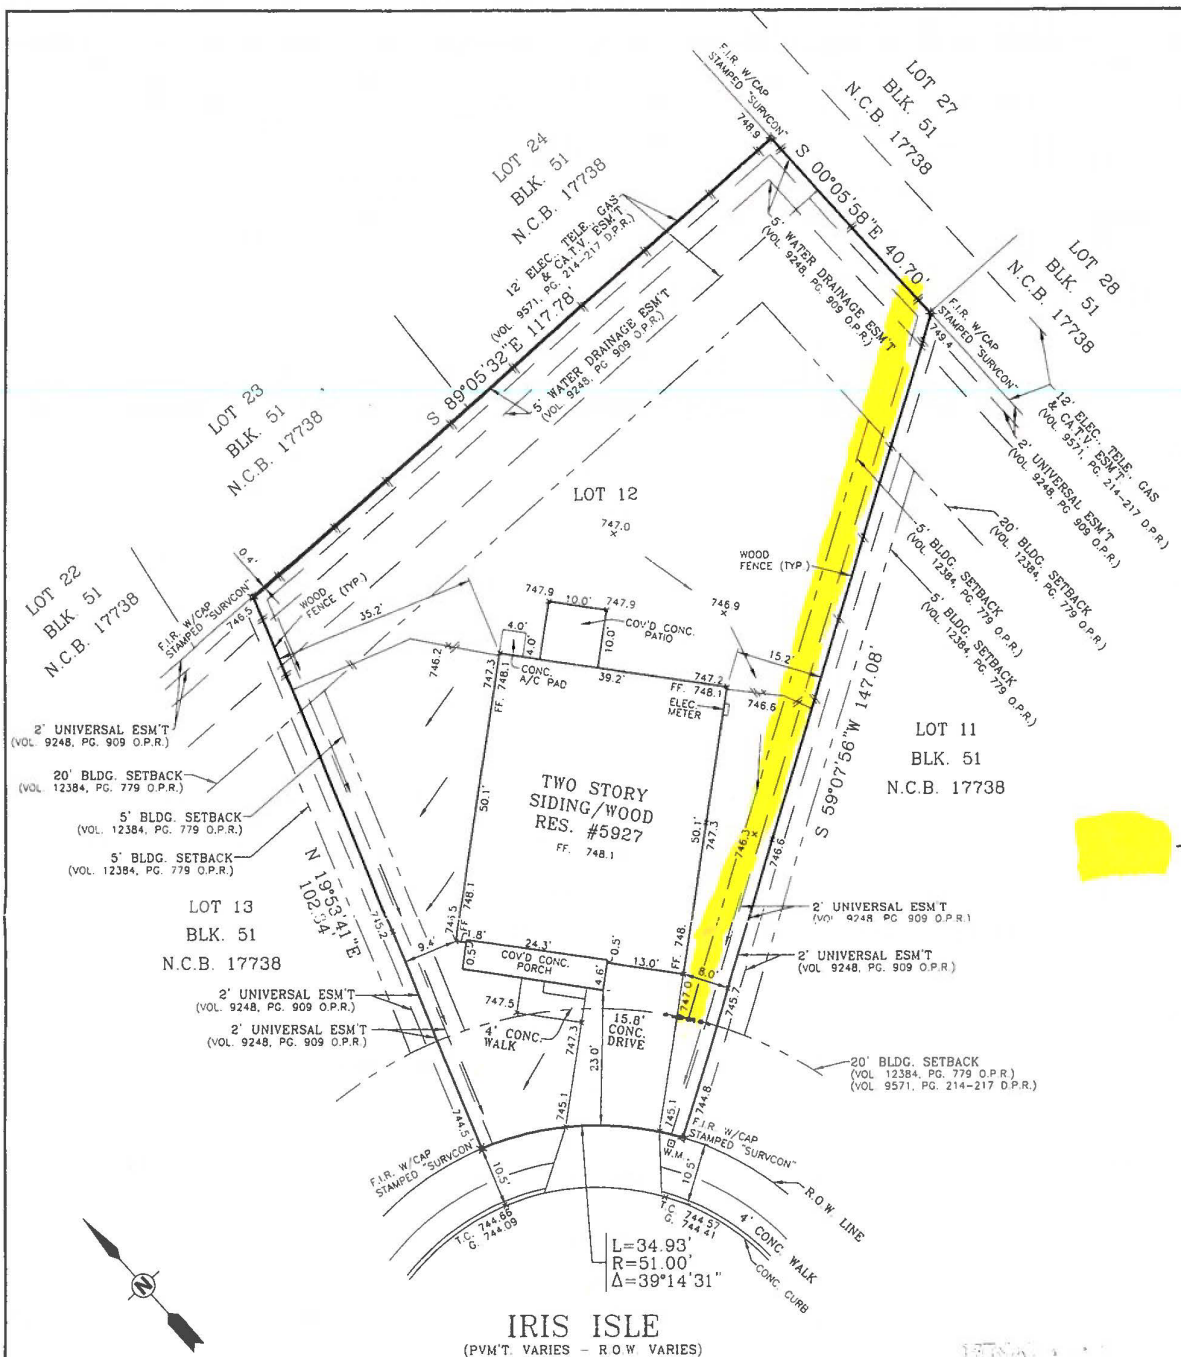 F.I.R. W/CAP
STAMPED "SURVCON"
748.9
LOT 27
BLK. 51
N.C.B. 17738
LOT 24
BLK. 51
N.C.B. 17738
S 00°05'58"E 40.70'
12' ELEC., TELE., GAS
& CA.T.V. ESM'T
(VOL. 9571, PG. 214-217 D.P.R.)
5' WATER DRAINAGE ESM'T
(VOL. 9248, PG. 909 O.P.R.)
LOT 28
BLK. 51
N.C.B. 17738
S 89°05'32"E 117.78'
5' WATER DRAINAGE ESM'T
(VOL. 9248, PG. 909 O.P.R.)
F.I.R. W/CAP
STAMPED "SURVCON"
749.4
12' ELEC., TELE., GAS
& CA.T.V. ESM'T
(VOL. 9571, PG. 214-217 D.P.R.)
2' UNIVERSAL ESM'T
(VOL. 9248, PG. 909 O.P.R.)
LOT 23
BLK. 51
N.C.B. 17738
LOT 12
747.0
20' BLDG. SETBACK
(VOL. 12384, PG. 779 O.P.R.)
5' BLDG. SETBACK
(VOL. 12384, PG. 779 O.P.R.)
5' BLDG. SETBACK
(VOL. 12384, PG. 779 O.P.R.)
WOOD
FENCE (TYP.)
0.4'
LOT 22
BLK. 51
N.C.B. 17738
F.I.R. W/CAP
STAMPED "SURVCON"
746.5
WOOD
FENCE (TYP.)
35.2'
747.9
10.0'
747.9
COV'D CONC.
PATIO
10.0'
4.0'
4.0'
746.9
746.2
747.3
FF. 748.1
CONC.
A/C PAD
39.2'
747.2
FF. 748.1
15.2'
746.6
ELEC.
METER
S 59°07'56"W 147.08'
LOT 11
BLK. 51
N.C.B. 17738
2' UNIVERSAL ESM'T
(VOL. 9248, PG. 909 O.P.R.)
20' BLDG. SETBACK
(VOL. 12384, PG. 779 O.P.R.)
5' BLDG. SETBACK
(VOL. 12384, PG. 779 O.P.R.)
5' BLDG. SETBACK
(VOL. 12384, PG. 779 O.P.R.)
TWO STORY
SIDING/WOOD
RES. #5927
FF. 748.1
50.1'
50.1'
747.3
746.3
746.6
N 19°53'41"E
102.34'
LOT 13
BLK. 51
N.C.B. 17738
745.2
746.5
FF. 748.1
9.4'
1.8'
0.5'
24.3'
COV'D CONC.
PORCH
4.6'
0.5'
13.0'
FF. 748.
8.0'
747.0
745.7
2' UNIVERSAL ESM'T
(VOL. 9248 PG. 909 O.P.R.)
2' UNIVERSAL ESM'T
(VOL. 9248, PG. 909 O.P.R.)
2' UNIVERSAL ESM'T
(VOL. 9248, PG. 909 O.P.R.)
2' UNIVERSAL ESM'T
(VOL. 9248, PG. 909 O.P.R.)
747.5
4' CONC.
WALK
747.3
15.8'
CONC.
DRIVE
23.0'
20' BLDG. SETBACK
(VOL. 12384, PG. 779 O.P.R.)
(VOL. 9571, PG. 214-217 D.P.R.)
744.5
745.1
745.1
744.8
F.I.R. W/CAP
STAMPED "SURVCON"
F.I.R. W/CAP
STAMPED "SURVCON"
W.M.
10.5'
10.5'
R.O.W. LINE
T.C. 744.66
G. 744.09
T.C. 744.57
G. 744.41
4' CONC. WALK
CONC. CURB
L=34.93'
R=51.00'
Δ=39°14'31"
N
IRIS ISLE
(PVM'T. VARIES - R.O.W. VARIES)